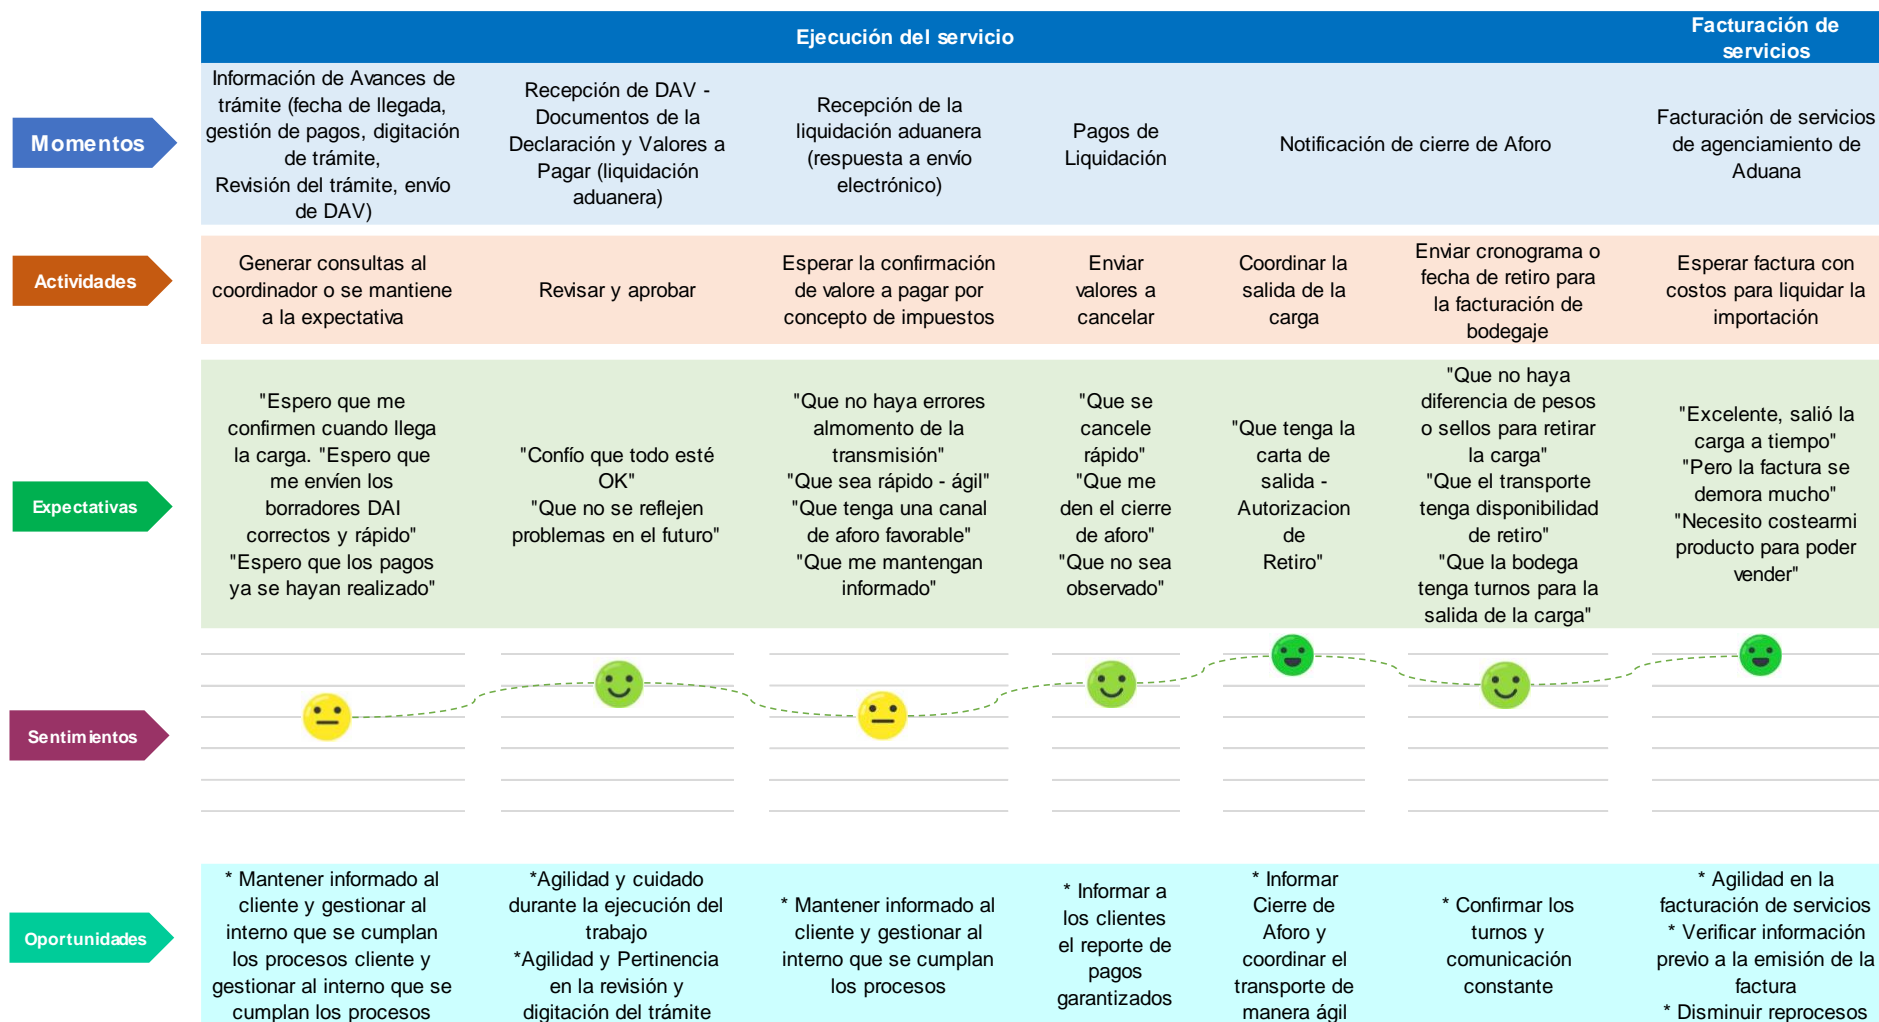 Ejecución del servicio
Facturación de
servicios
Momentos
Información de Avances de
trámite (fecha de llegada,
gestión de pagos, digitación
de trámite,
Revisión del trámite, envío
de DAV)
Recepción de DAV -
Documentos de la
Declaración y Valores a
Pagar (liquidación
aduanera)
Recepción de la
liquidación aduanera
(respuesta a envío
electrónico)
Pagos de
Liquidación
Notificación de cierre de Aforo
Facturación de servicios
de agenciamiento de
Aduana
Actividades
Generar consultas al
coordinador o se mantiene
a la expectativa
Revisar y aprobar
Esperar la confirmación
de valore a pagar por
concepto de impuestos
Enviar
valores a
cancelar
Coordinar la
salida de la
carga
Enviar cronograma o
fecha de retiro para
la facturación de
bodegaje
Esperar factura con
costos para liquidar la
importación
Expectativas
"Espero que me
confirmen cuando llega
la carga. "Espero que
me envíen los
borradores DAI
correctos y rápido"
"Espero que los pagos
ya se hayan realizado"
"Confío que todo esté
OK"
"Que no se reflejen
problemas en el futuro"
"Que no haya errores
almomento de la
transmisión"
"Que sea rápido - ágil"
"Que tenga una canal
de aforo favorable"
"Que me mantengan
informado"
"Que se
cancele
rápido"
"Que me
den el cierre
de aforo"
"Que no sea
observado"
"Que tenga la
carta de
salida -
Autorizacion
de
Retiro"
"Que no haya
diferencia de pesos
o sellos para retirar
la carga"
"Que el transporte
tenga disponibilidad
de retiro"
"Que la bodega
tenga turnos para la
salida de la carga"
"Excelente, salió la
carga a tiempo"
"Pero la factura se
demora mucho"
"Necesito costearmi
producto para poder
vender"
Sentimientos
Oportunidades
* Mantener informado al
cliente y gestionar al
interno que se cumplan
los procesos cliente y
gestionar al interno que se
cumplan los procesos
*Agilidad y cuidado
durante la ejecución del
trabajo
*Agilidad y Pertinencia
en la revisión y
digitación del trámite
* Mantener informado al
cliente y gestionar al
interno que se cumplan
los procesos
* Informar a
los clientes
el reporte de
pagos
garantizados
* Informar
Cierre de
Aforo y
coordinar el
transporte de
manera ágil
* Confirmar los
turnos y
comunicación
constante
* Agilidad en la
facturación de servicios
* Verificar información
previo a la emisión de la
factura
* Disminuir reprocesos